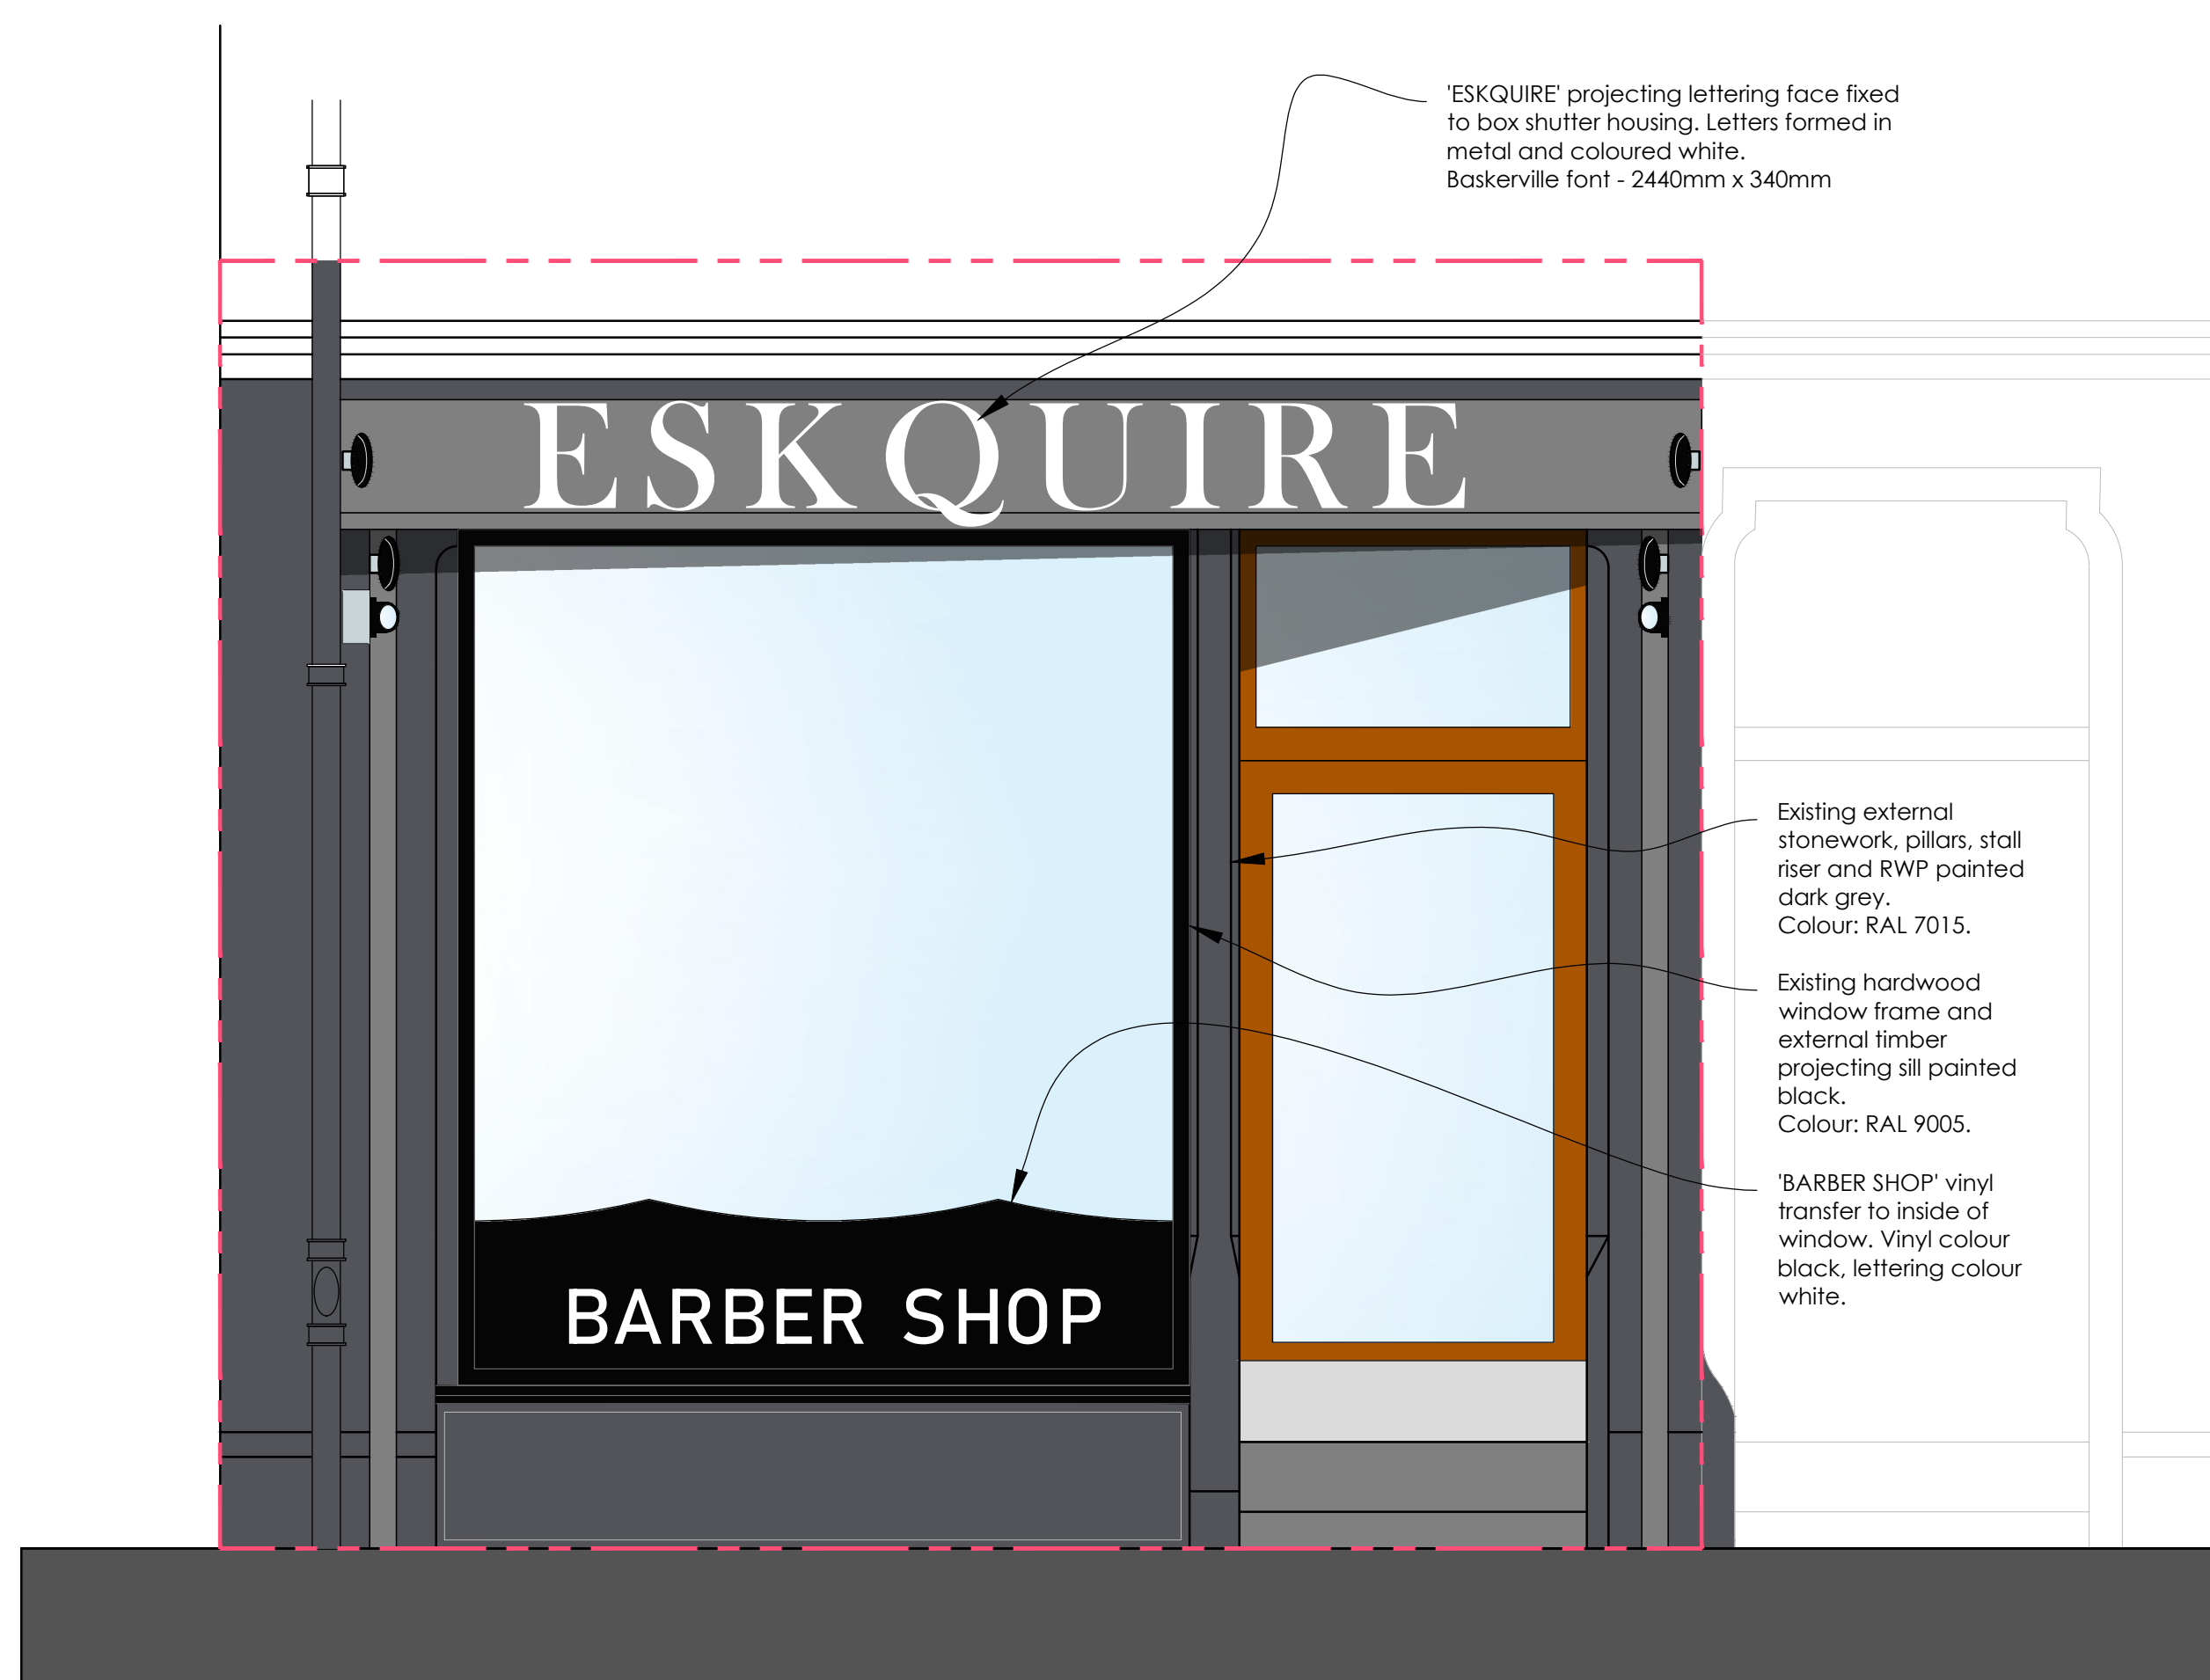 'ESKQUIRE' projecting lettering face fixed
to box shutter housing. Letters formed in
metal and coloured white.
Baskerville font - 2440mm x 340mm
ESKQUIRE
Existing external
stonework, pillars, stall
riser and RWP painted
dark grey.
Colour: RAL 7015.
Existing hardwood
window frame and
external timber
projecting sill painted
black.
Colour: RAL 9005.
'BARBER SHOP' vinyl
transfer to inside of
window. Vinyl colour
black, lettering colour
white.
BARBER SHOP